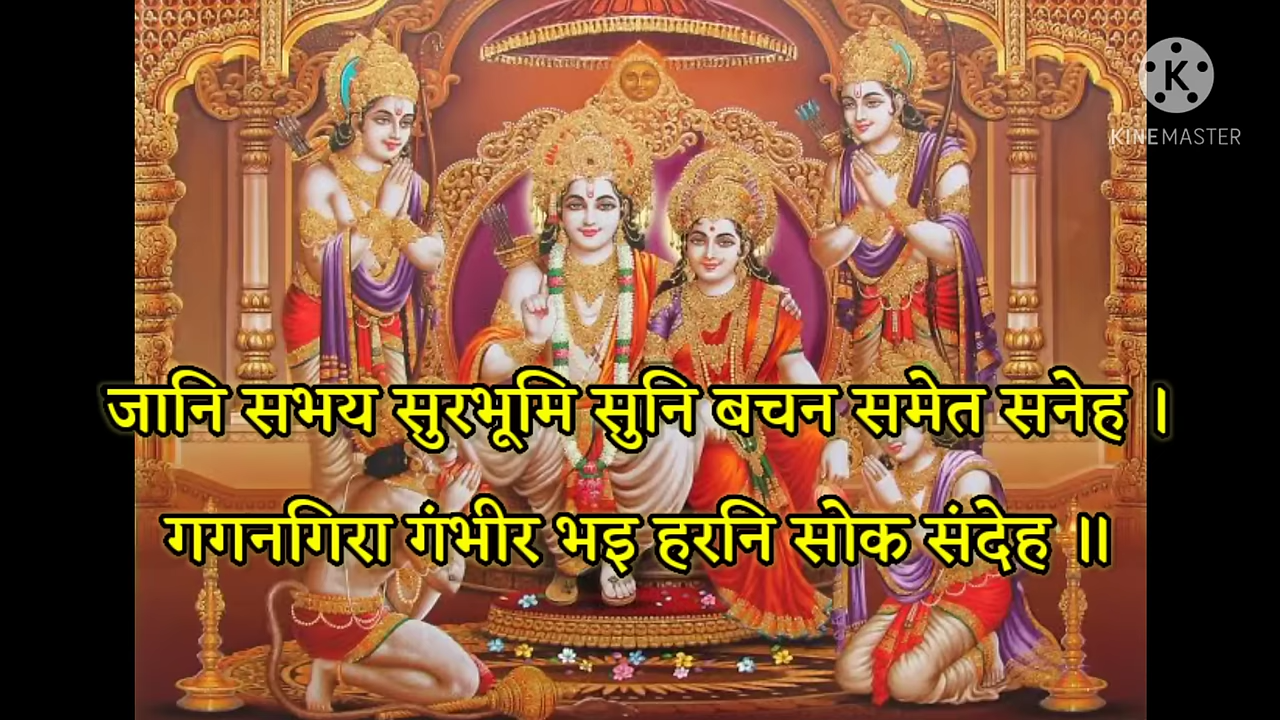 KINEMASTER
जानि सभय सुरभूमि सुनि बचन समेत सनेह ।
गगनगिरा गंभीर भइ हरनि सोक संदेह ॥